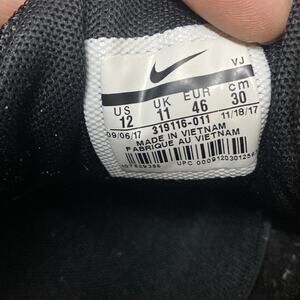 VJ
US UK EUR cm
12 11 46 30
09/06/17 319116-011 11/18/17
MADE IN VIETNAM
FABRIQUE AU VIETNAM